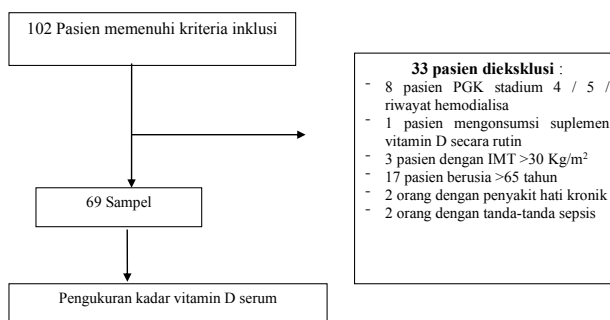 102 Pasien memenuhi kriteria inklusi
33 pasien dieksklusi :
- 8 pasien PGK stadium 4 / 5 /
riwayat hemodialisa
- 1 pasien mengonsumsi suplemen
vitamin D secara rutin
- 3 pasien dengan IMT >30 Kg/m²
- 17 pasien berusia >65 tahun
- 2 orang dengan penyakit hati kronik
- 2 orang dengan tanda-tanda sepsis
69 Sampel
Pengukuran kadar vitamin D serum